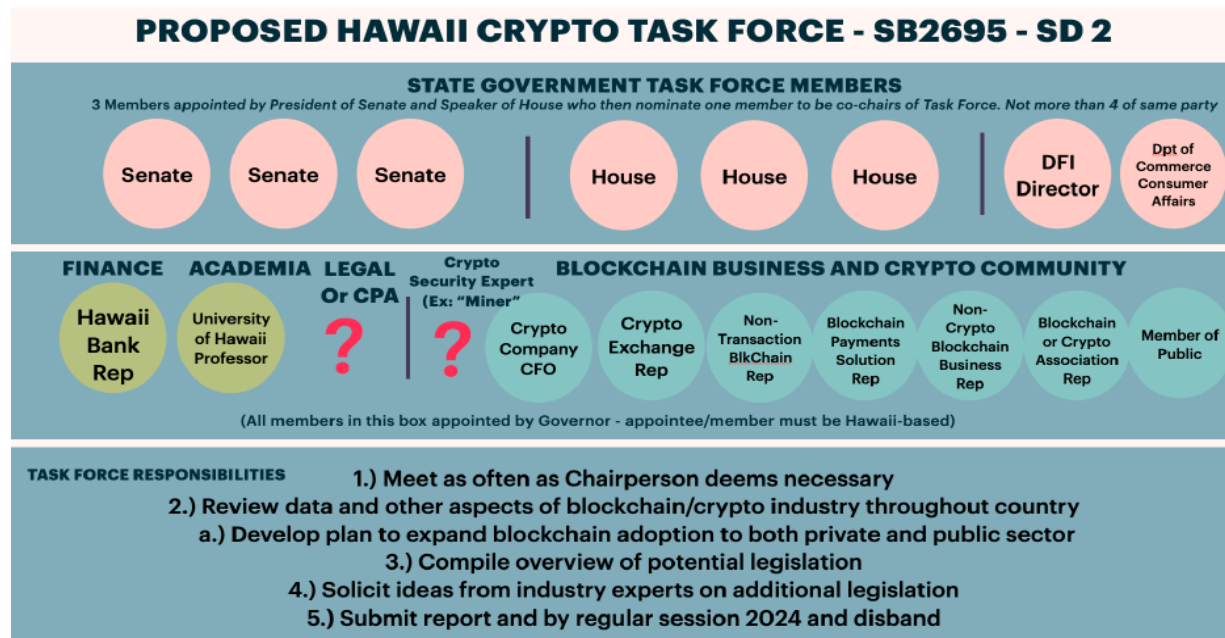 PROPOSED HAWAII CRYPTO TASK FORCE - SB2695 - SD 2
STATE GOVERNMENT TASK FORCE MEMBERS
3 Members appointed by President of Senate and Speaker of House who then nominate one member to be co-chairs of Task Force. Not more than 4 of same party
Senate
Senate
Senate
House
House
House
DFI
Director
Dpt of
Commerce
Consumer
Affairs
FINANCE
ACADEMIA
LEGAL
Or CPA
Crypto
Security Expert
(Ex: “Miner”
BLOCKCHAIN BUSINESS AND CRYPTO COMMUNITY
Hawaii
Bank
Rep
University
of Hawaii
Professor
?
?
Crypto
Company
CFO
Crypto
Exchange
Rep
Non-
Transaction
BlkChain
Rep
Blockchain
Payments
Solution
Rep
Non-
Crypto
Blockchain
Business
Rep
Blockchain
or Crypto
Association
Rep
Member of
Public
(All members in this box appointed by Governor - appointee/member must be Hawaii-based)
TASK FORCE RESPONSIBILITIES
1.) Meet as often as Chairperson deems necessary
2.) Review data and other aspects of blockchain/crypto industry throughout country
a.) Develop plan to expand blockchain adoption to both private and public sector
3.) Compile overview of potential legislation
4.) Solicit ideas from industry experts on additional legislation
5.) Submit report and by regular session 2024 and disband